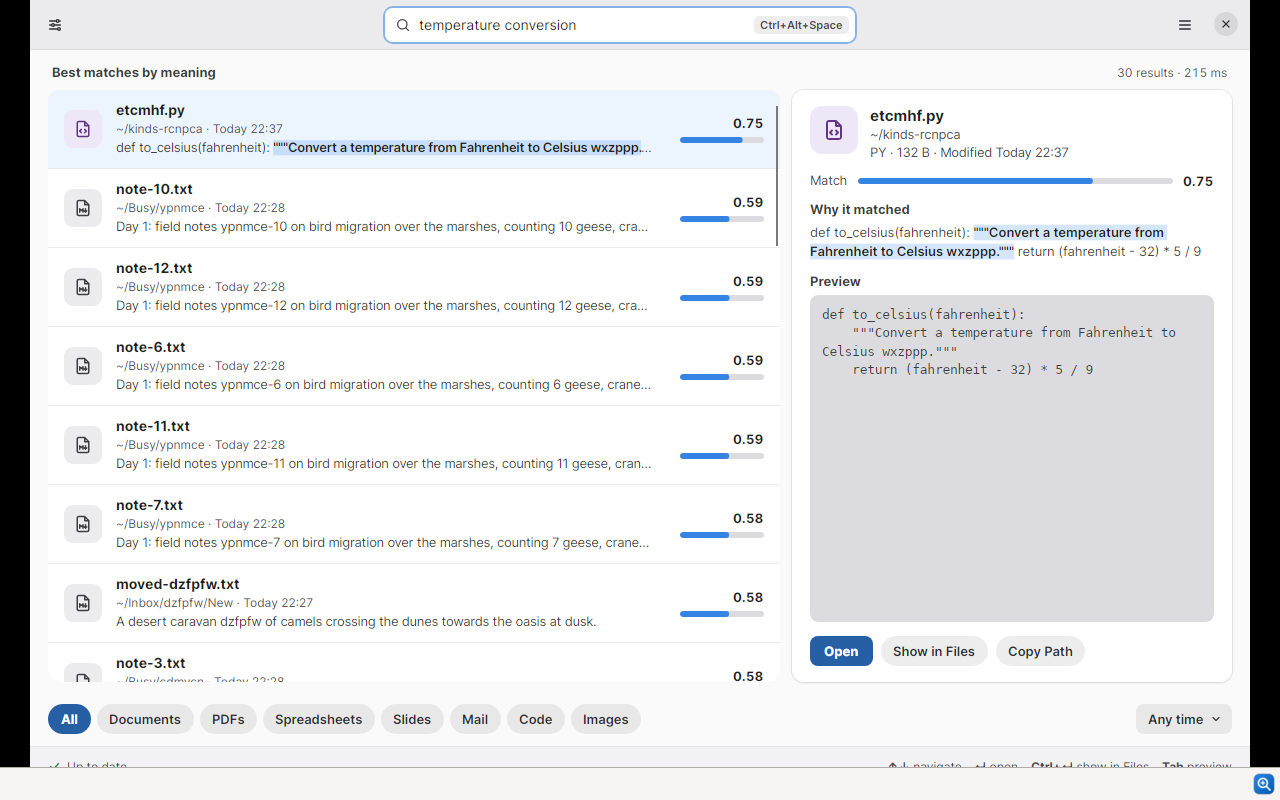 temperature conversion
Ctrl+Alt+Space
Best matches by meaning
30 results · 215 ms
etcmhf.py
~/kinds-rcnpca · Today 22:37
def to_celsius(fahrenheit): """Convert a temperature from Fahrenheit to Celsius wxzppp.…
0.75
note-10.txt
~/Busy/ypnmce · Today 22:28
Day 1: field notes ypnmce-10 on bird migration over the marshes, counting 10 geese, cra…
0.59
note-12.txt
~/Busy/ypnmce · Today 22:28
Day 1: field notes ypnmce-12 on bird migration over the marshes, counting 12 geese, cra…
0.59
note-6.txt
~/Busy/ypnmce · Today 22:28
Day 1: field notes ypnmce-6 on bird migration over the marshes, counting 6 geese, crane…
0.59
note-11.txt
~/Busy/ypnmce · Today 22:28
Day 1: field notes ypnmce-11 on bird migration over the marshes, counting 11 geese, cran…
0.59
note-7.txt
~/Busy/ypnmce · Today 22:28
Day 1: field notes ypnmce-7 on bird migration over the marshes, counting 7 geese, crane…
0.58
moved-dzfpfw.txt
~/Inbox/dzfpfw/New · Today 22:27
A desert caravan dzfpfw of camels crossing the dunes towards the oasis at dusk.
0.58
note-3.txt
0.58
etcmhf.py
~/kinds-rcnpca
PY · 132 B · Modified Today 22:37
Match
0.75
Why it matched
def to_celsius(fahrenheit): """Convert a temperature from
Fahrenheit to Celsius wxzppp.""" return (fahrenheit - 32) * 5 / 9
Preview
def to_celsius(fahrenheit):
"""Convert a temperature from Fahrenheit to
Celsius wxzppp."""
return (fahrenheit - 32) * 5 / 9
Open
Show in Files
Copy Path
All
Documents
PDFs
Spreadsheets
Slides
Mail
Code
Images
Any time
Up to date
↑↓ navigate ↵ open Ctrl+↵ show in Files Tab preview